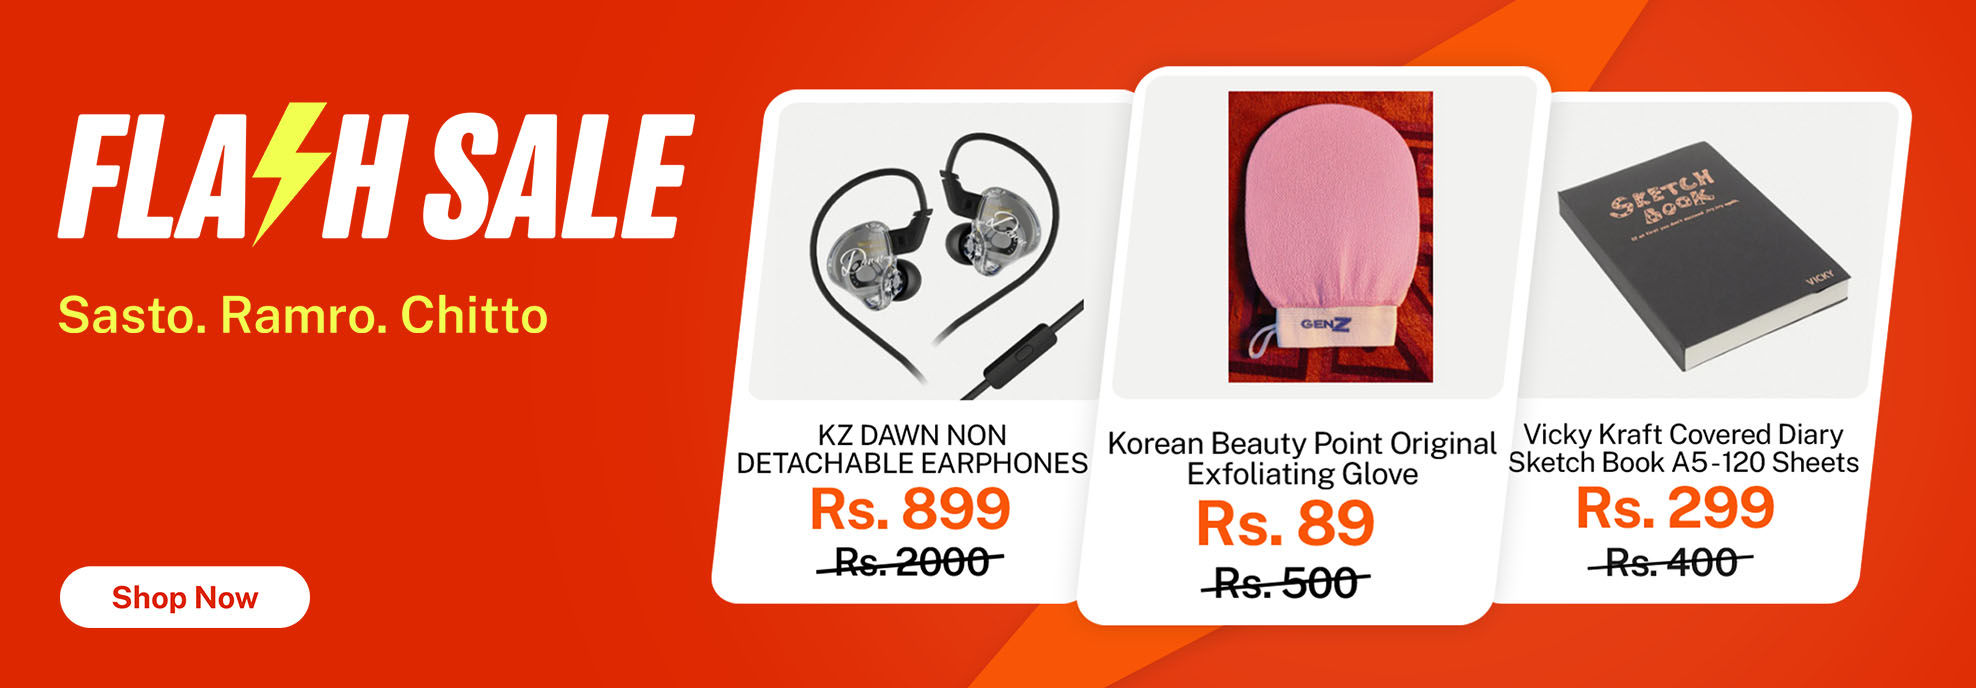 FLASH SALE
Sasto. Ramro. Chitto
Shop Now
Dawn
KZ DAWN NON
DETACHABLE EARPHONES
Rs. 899
Rs. 2000
GENZ
Korean Beauty Point Original
Exfoliating Glove
Rs. 89
Rs. 500
SKETCH
BOOK
VICKY
Vicky Kraft Covered Diary
Sketch Book A5-120 Sheets
Rs. 299
Rs. 400